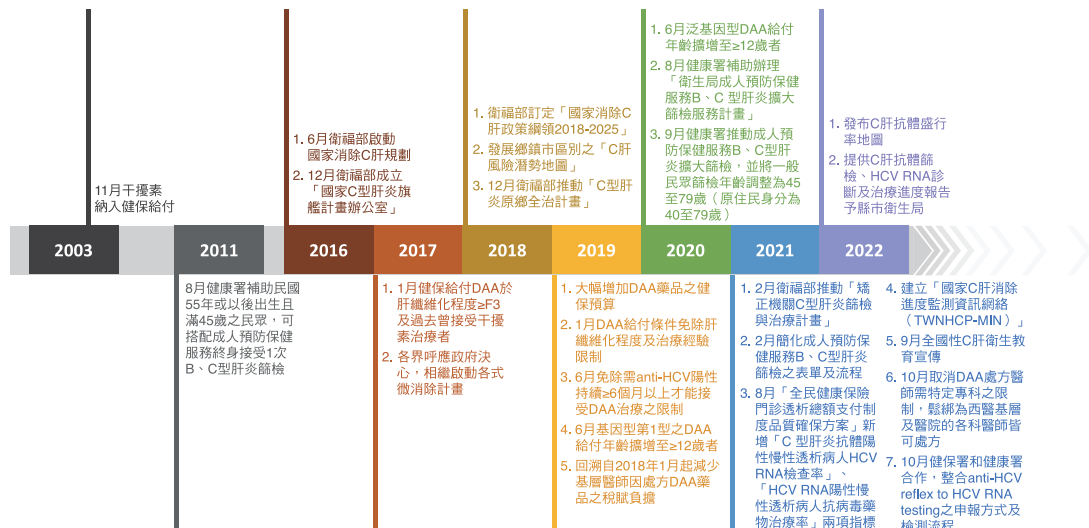 11月干擾素
納入健保給付
1. 6月衛福部啟動
國家消除C肝規劃
2. 12月衛福部成立
「國家C型肝炎旗
艦計畫辦公室」
1. 衛福部訂定「國家消除C
肝政策綱領2018-2025」
2. 發展鄉鎮市區別之「C肝
風險潛勢地圖」
3. 12月衛福部推動「C型肝
炎原鄉全治計畫」
1. 6月泛基因型DAA給付
年齡擴增至≥12歲者
2. 8月健康署補助辦理
「衛生局成人預防保健
服務B、C 型肝炎擴大
篩檢服務計畫」
3. 9月健康署推動成人預
防保健服務B、C型肝
炎擴大篩檢，並將一般
民眾篩檢年齡調整為45
至79歲（原住民身分為
40至79歲）
1. 發布C肝抗體盛行
率地圖
2. 提供C肝抗體篩
檢、HCV RNA診
斷及治療進度報告
予縣市衛生局
2003
2011
2016
2017
2018
2019
2020
2021
2022
8月健康署補助民國
55年或以後出生且
滿45歲之民眾，可
搭配成人預防保健
服務終身接受1次
B、C型肝炎篩檢
1. 1月健保給付DAA於
肝纖維化程度≥F3
及過去曾接受干擾
素治療者
2. 各界呼應政府決
心，相繼啟動各式
微消除計畫
1. 大幅增加DAA藥品之健
保預算
2. 1月DAA給付條件免除肝
纖維化程度及治療經驗
限制
3. 6月免除需anti-HCV陽性
持續≥6個月以上才能接
受DAA治療之限制
4. 6月基因型第1型之DAA
給付年齡擴增至≥12歲者
5. 回溯自2018年1月起減少
基層醫師因處方DAA藥
品之稅賦負擔
1. 2月衛福部推動「矯
正機關C型肝炎篩檢
與治療計畫」
2. 2月簡化成人預防保
健服務B、C型肝炎
篩檢之表單及流程
3. 8月「全民健康保險
門診透析總額支付制
度品質確保方案」新
增「C 型肝炎抗體陽
性慢性透析病人HCV
RNA檢查率」、
「HCV RNA陽性慢
性透析病人抗病毒藥
物治療率」兩項指標
4. 建立「國家C肝消除
進度監測資訊網絡
（TWNHCP-MIN）」
5. 9月全國性C肝衛生教
育宣傳
6. 10月取消DAA處方醫
師需特定專科之限
制，鬆綁為西醫基層
及醫院的各科醫師皆
可處方
7. 10月健保署和健康署
合作，整合anti-HCV
reflex to HCV RNA
testing之申報方式及
檢測流程